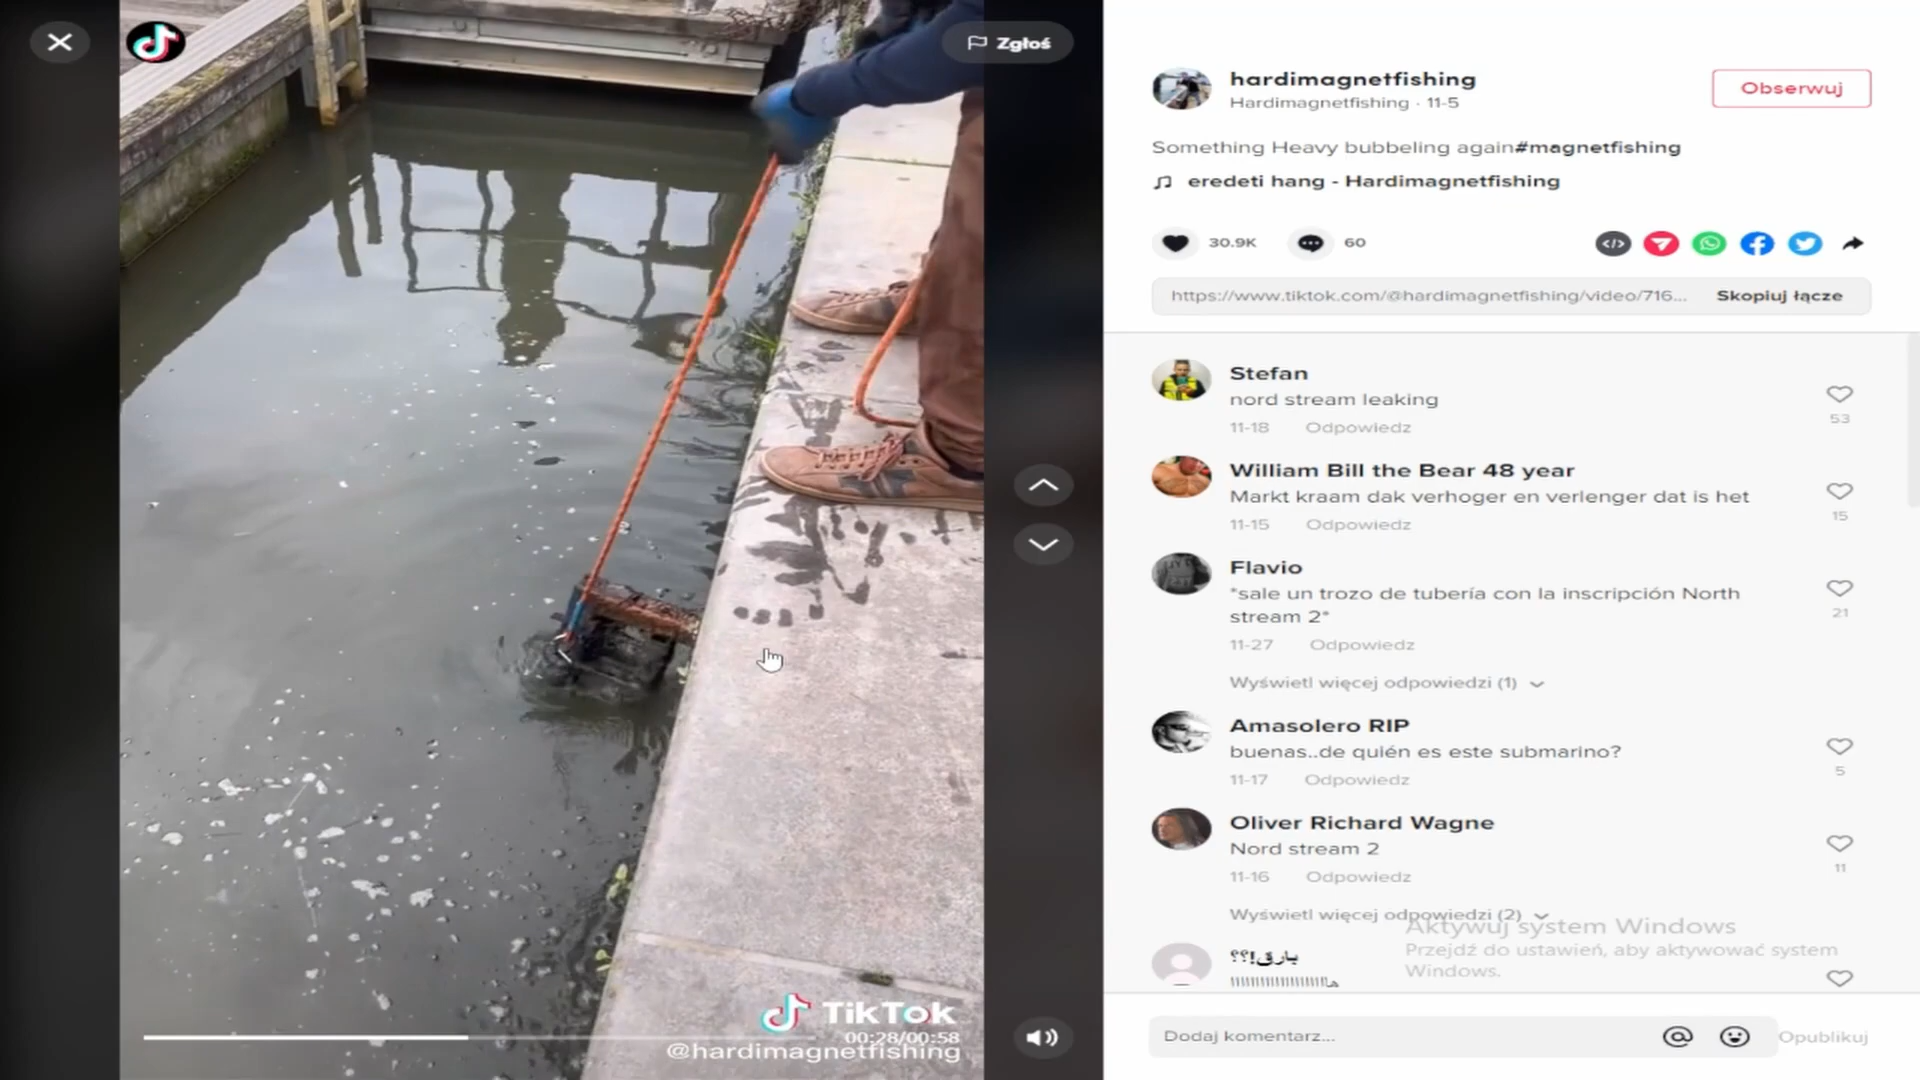 Zgłoś
hardimagnetfishing
Hardimagnetfishing · 11-5
Obserwuj
Something Heavy bubbeling again#magnetfishing
eredeti hang - Hardimagnetfishing
30.9K
60
https://www.tiktok.com/@hardimagnetfishing/video/716...
Skopiuj łącze
Stefan
nord stream leaking
11-18 Odpowiedz
53
William Bill the Bear 48 year
Markt kraam dak verhoger en verlenger dat is het
11-15 Odpowiedz
15
Flavio
*sale un trozo de tubería con la inscripción North
stream 2*
11-27 Odpowiedz
21
Wyświetl więcej odpowiedzi (1)
Amasolero RIP
buenas..de quién es este submarino?
11-17 Odpowiedz
5
Oliver Richard Wagne
Nord stream 2
11-16 Odpowiedz
11
Wyświetl więcej odpowiedzi (2)
Aktywuj system Windows
Przejdź do ustawień, aby aktywować system
Windows.
بارق!؟؟
Dodaj komentarz...
Opublikuj
TikTok
00:28/00:58
@hardimagnetfishing